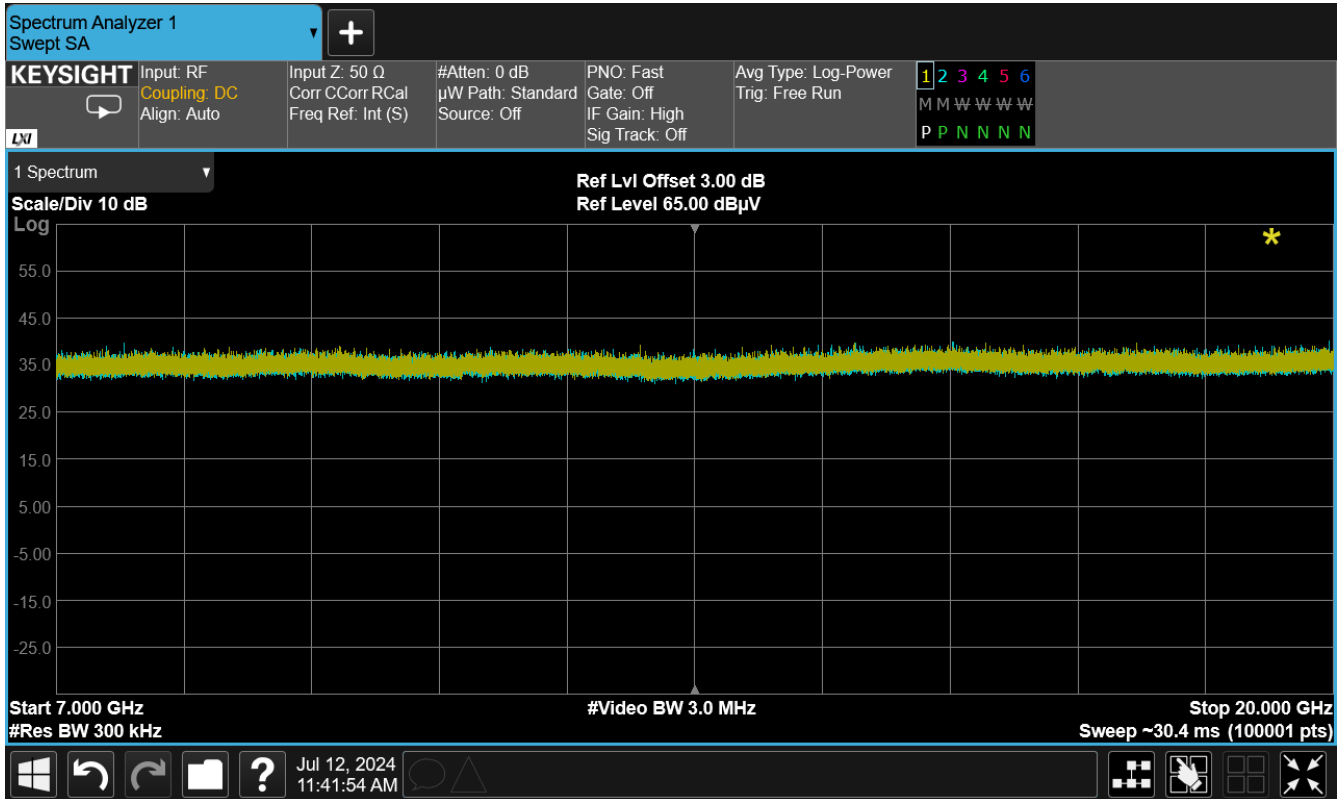 Spectrum Analyzer 1
Swept SA
KEYSIGHT
LXI
Input: RF
Coupling: DC
Align: Auto
Input Z: 50 Ω
Corr CCorr RCal
Freq Ref: Int (S)
#Atten: 0 dB
µW Path: Standard
Source: Off
PNO: Fast
Gate: Off
IF Gain: High
Sig Track: Off
Avg Type: Log-Power
Trig: Free Run
1 2 3 4 5 6
M M W W W W
P P N N N N
1 Spectrum
Scale/Div 10 dB
Log
Ref Lvl Offset 3.00 dB
Ref Level 65.00 dBµV
*
55.0
45.0
35.0
25.0
15.0
5.00
-5.00
-15.0
-25.0
Start 7.000 GHz
#Res BW 300 kHz
#Video BW 3.0 MHz
Stop 20.000 GHz
Sweep ~30.4 ms (100001 pts)
?
Jul 12, 2024
11:41:54 AM